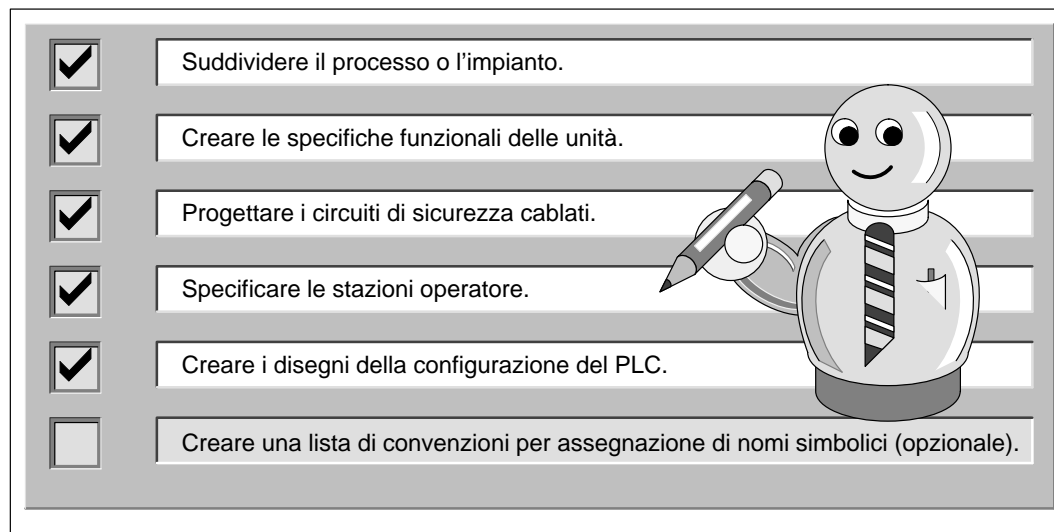 Suddividere il processo o l'impianto.
Creare le specifiche funzionali delle unità.
Progettare i circuiti di sicurezza cablati.
Specificare le stazioni operatore.
Creare i disegni della configurazione del PLC.
Creare una lista di convenzioni per assegnazione di nomi simbolici (opzionale).